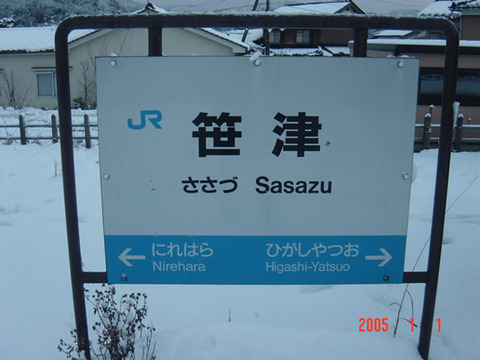 JR
笹津
ささづ Sasazu
← にれはら ひがしやつお →
Nirehara Higashi-Yatsuo
2005 1 1